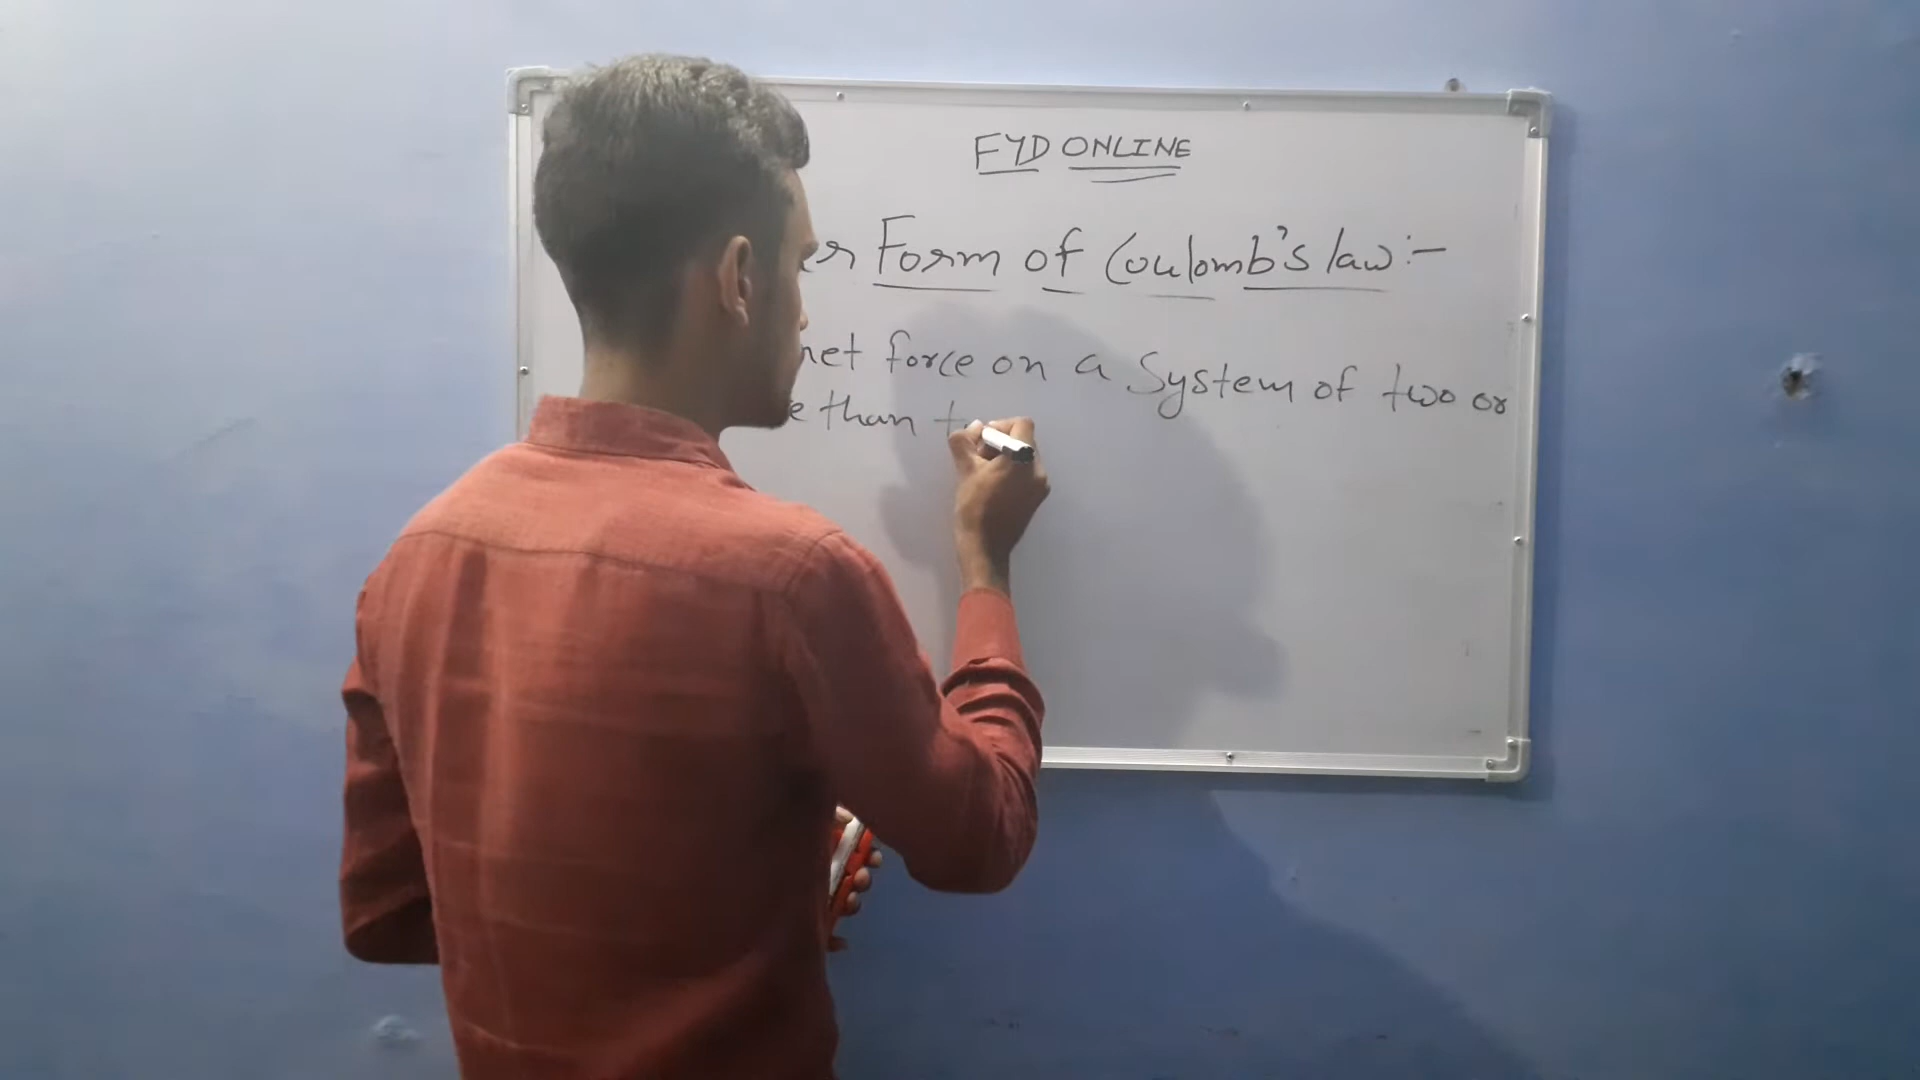 FYD ONLINE
Form of Coulomb's law:-
net force on a System of two or
than